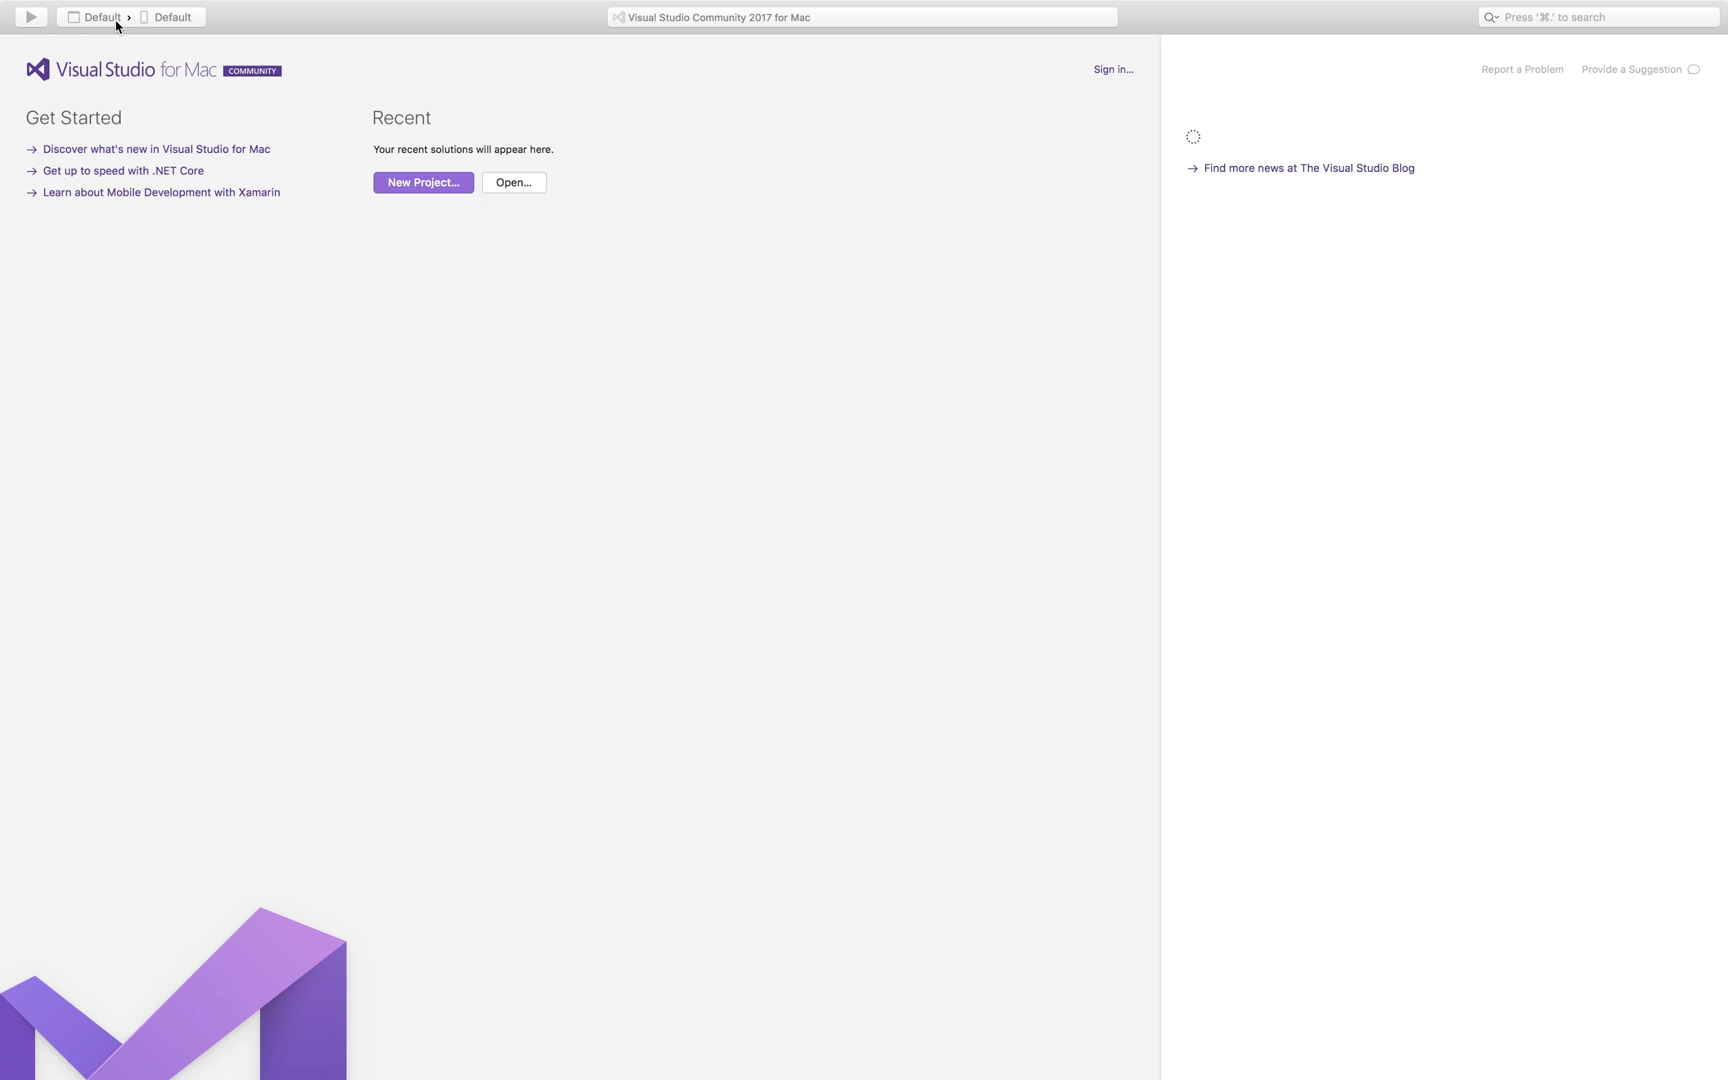 Default › Default
Visual Studio Community 2017 for Mac
Press '⌘.' to search
Visual Studio for Mac COMMUNITY
Sign in...
Report a Problem
Provide a Suggestion
Get Started
Discover what's new in Visual Studio for Mac
Get up to speed with .NET Core
Learn about Mobile Development with Xamarin
Recent
Your recent solutions will appear here.
New Project...
Open...
Find more news at The Visual Studio Blog